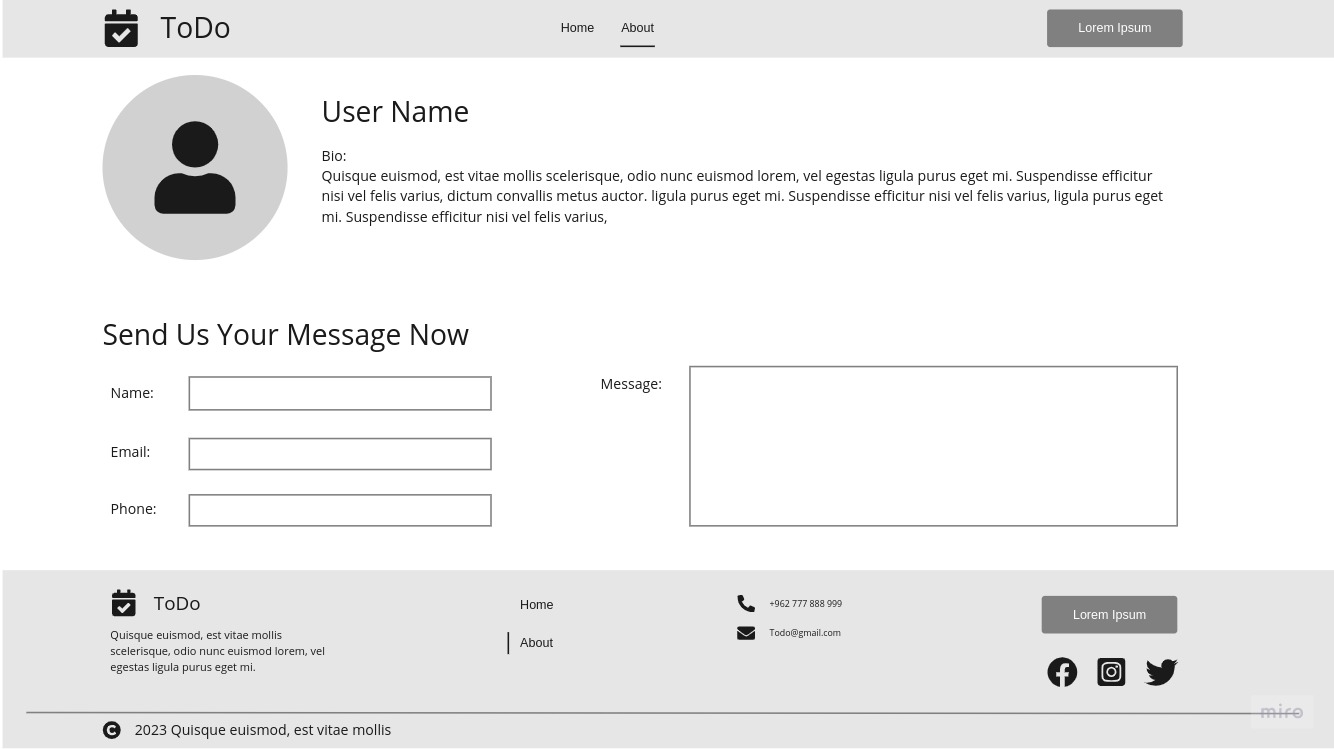 ToDo
Home
About
Lorem Ipsum
User Name
Bio:
Quisque euismod, est vitae mollis scelerisque, odio nunc euismod lorem, vel egestas ligula purus eget mi. Suspendisse efficitur
nisi vel felis varius, dictum convallis metus auctor. ligula purus eget mi. Suspendisse efficitur nisi vel felis varius, ligula purus eget
mi. Suspendisse efficitur nisi vel felis varius,
Send Us Your Message Now
Name:
Email:
Phone:
Message:
ToDo
Quisque euismod, est vitae mollis
scelerisque, odio nunc euismod lorem, vel
egestas ligula purus eget mi.
Home
About
+962 777 888 999
Todo@gmail.com
Lorem Ipsum
2023 Quisque euismod, est vitae mollis
miro